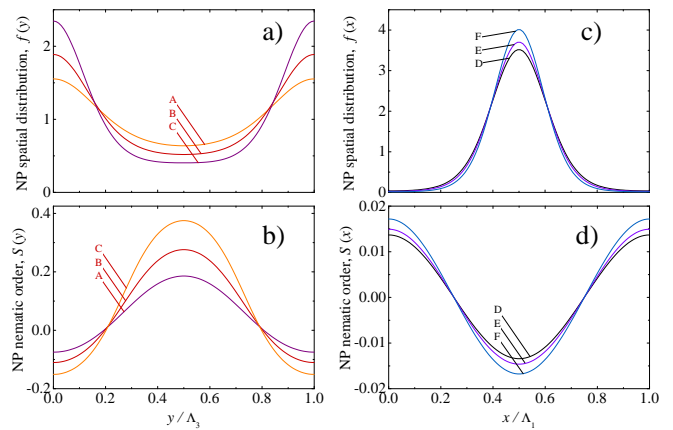 a)
NP spatial distribution, f (y)
2
1
0
A
B
C
c)
NP spatial distribution, f (x)
4
3
2
1
0
F
E
D
b)
NP nematic order, S (y)
0.4
0.2
0.0
-0.2
C
B
A
0.0 0.2 0.4 0.6 0.8 1.0
y / Λ3
d)
NP nematic order, S (x)
0.02
0.01
0.00
-0.01
-0.02
D
E
F
0.0 0.2 0.4 0.6 0.8 1.0
x / Λ1